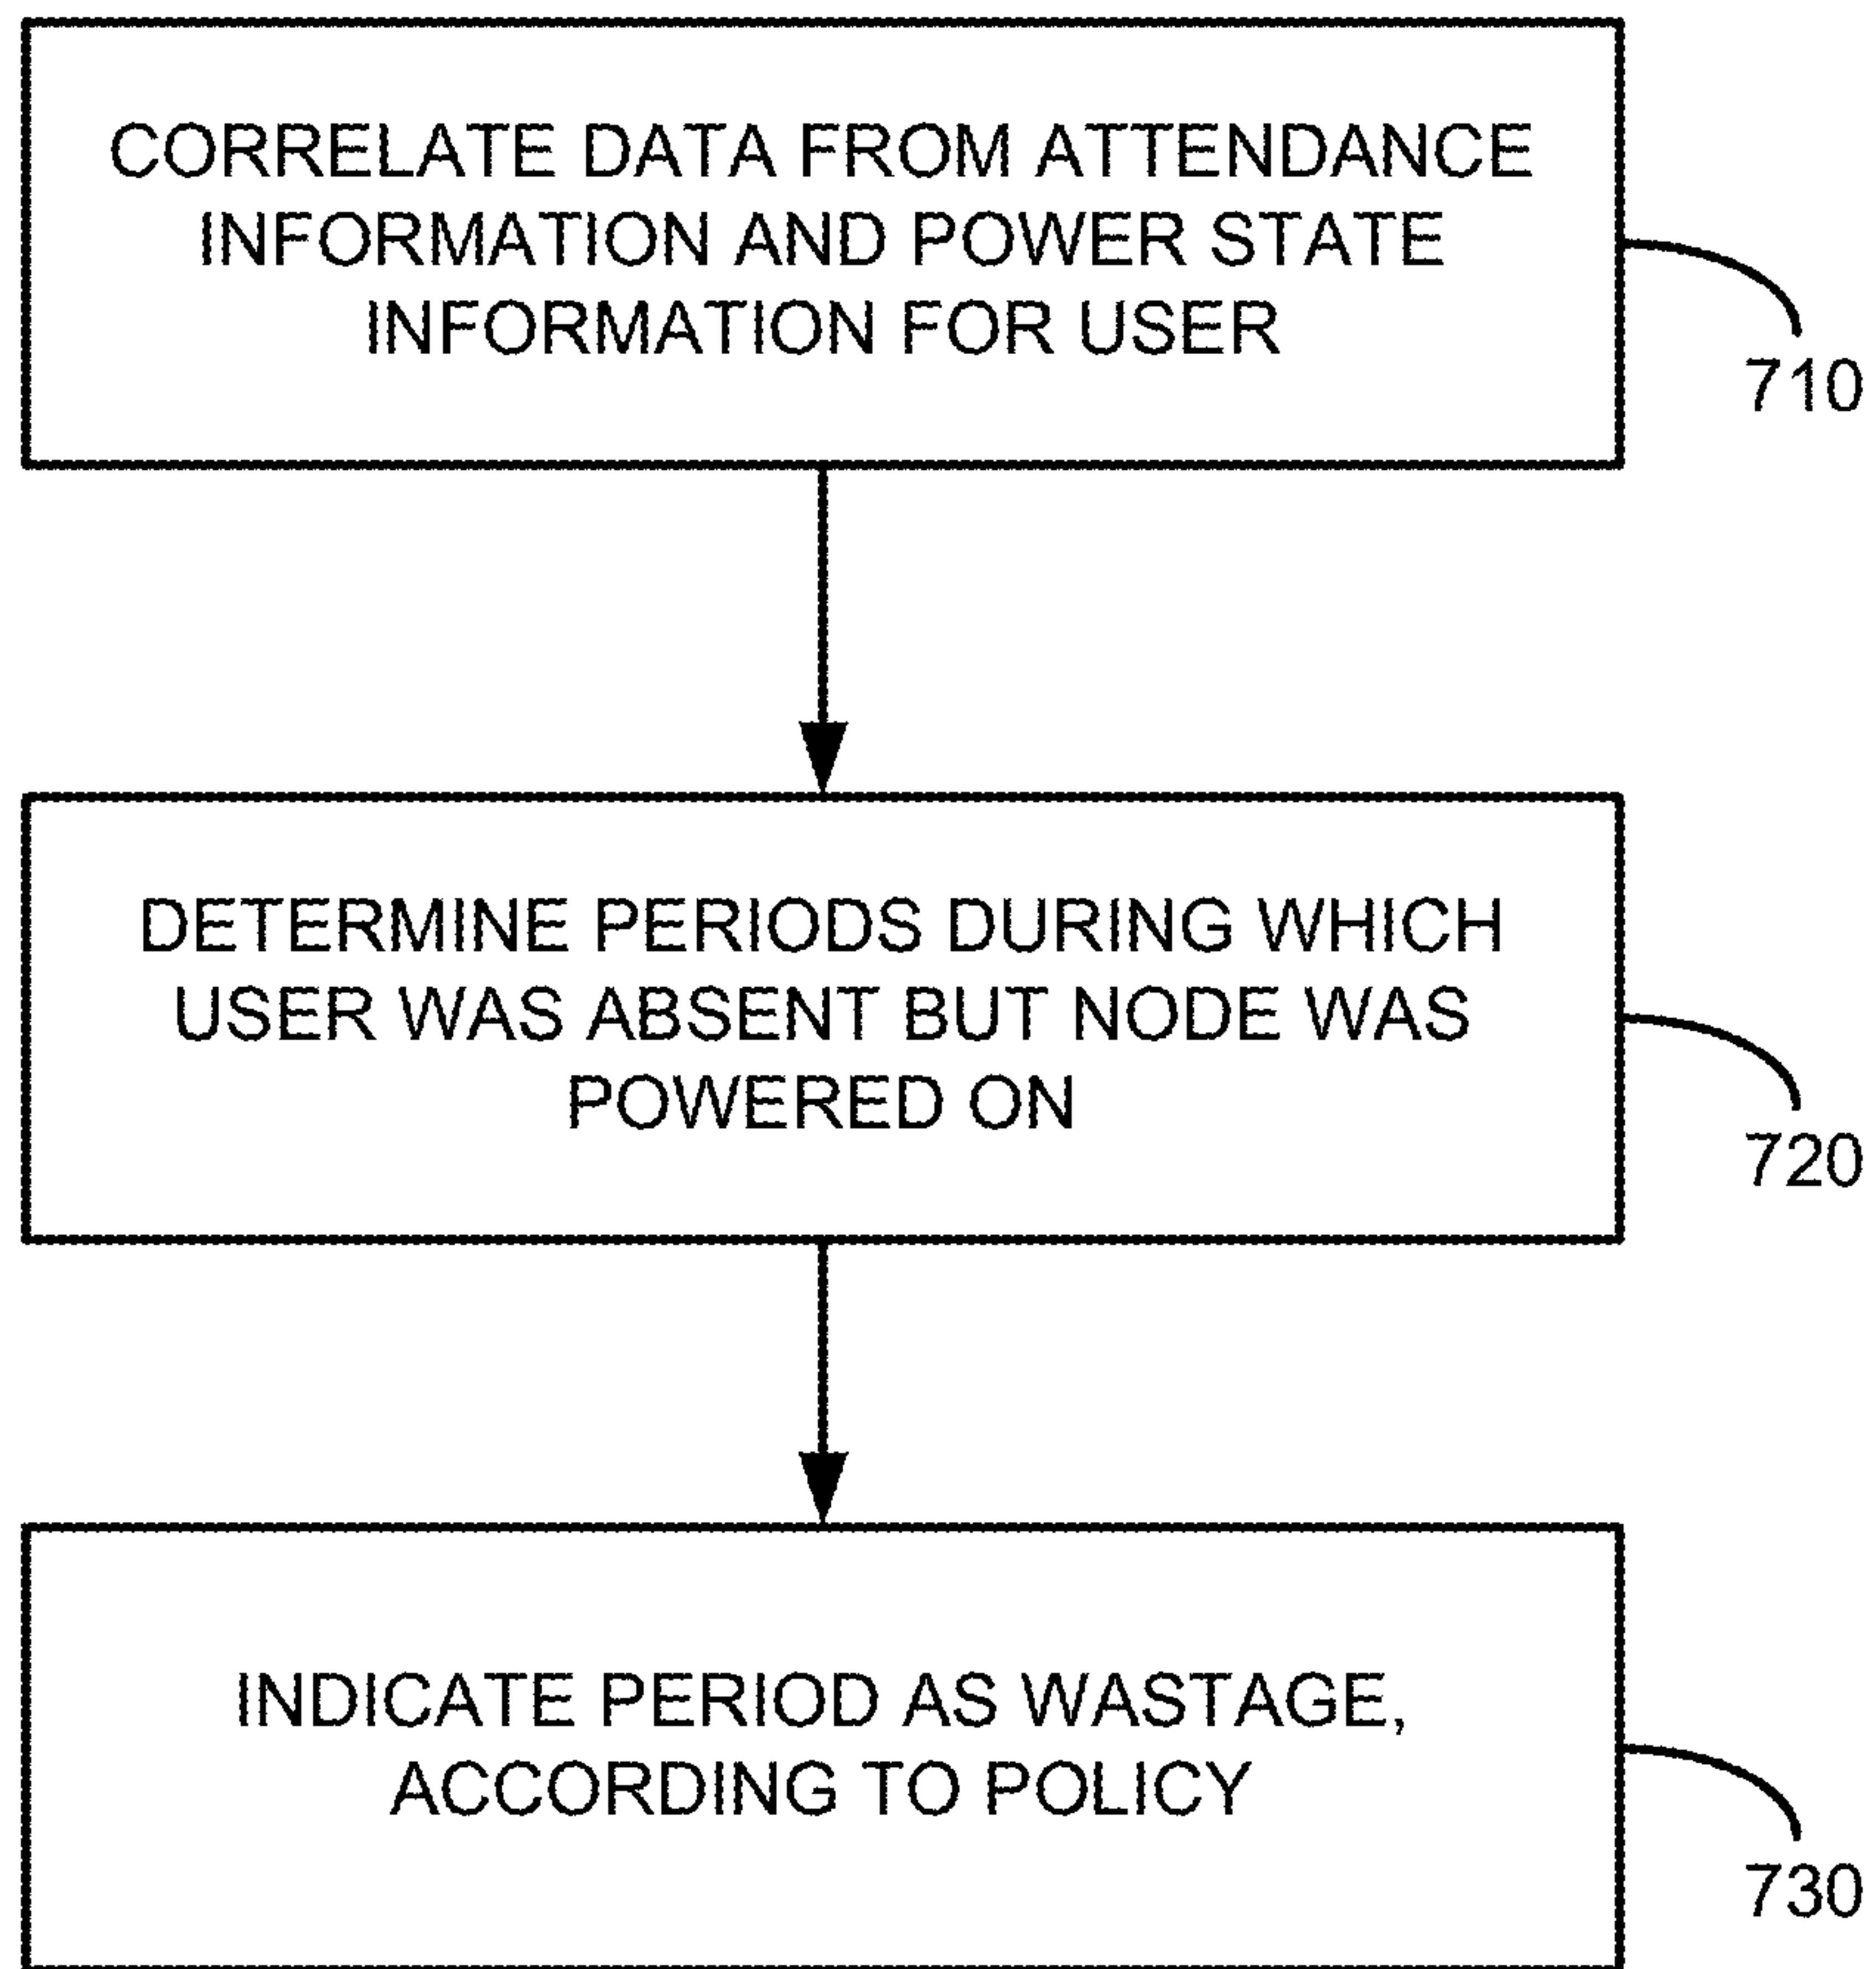 CORRELATE DATA FROM ATTENDANCE
INFORMATION AND POWER STATE
INFORMATION FOR USER
710
DETERMINE PERIODS DURING WHICH
USER WAS ABSENT BUT NODE WAS
POWERED ON
720
INDICATE PERIOD AS WASTAGE,
ACCORDING TO POLICY
730